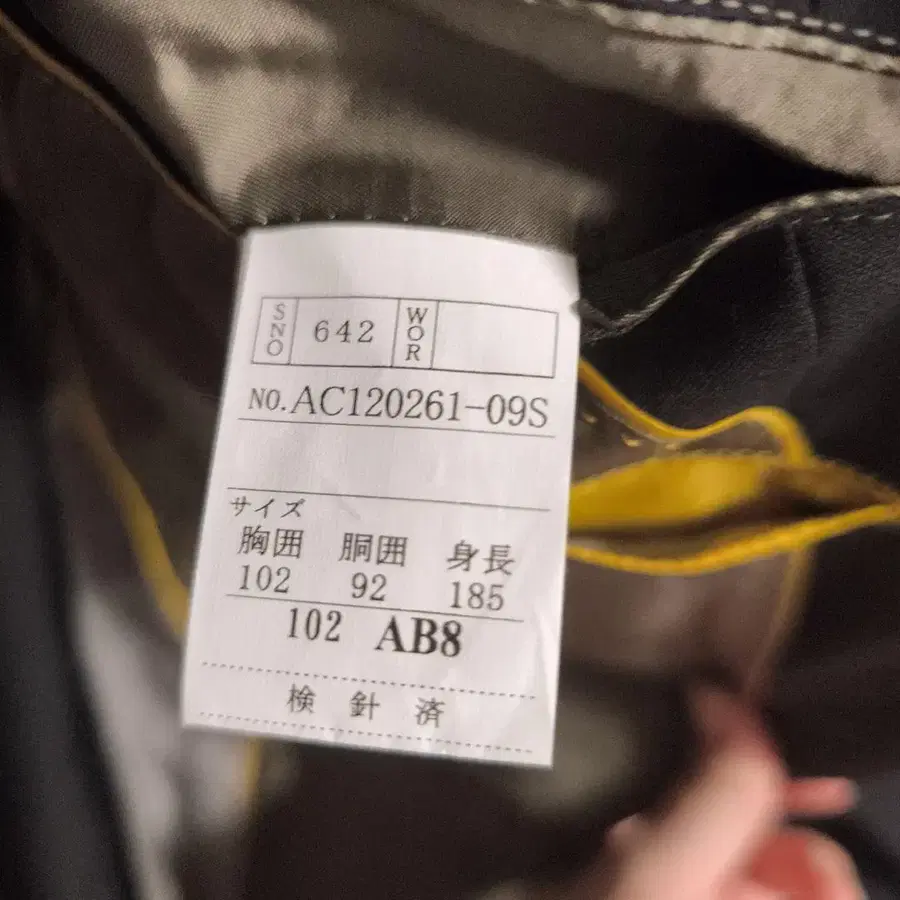 SNO 642 WOR
NO. AC120261-09S
サイズ
胸囲 胴囲 身長
102 92 185
102 AB8
検針済